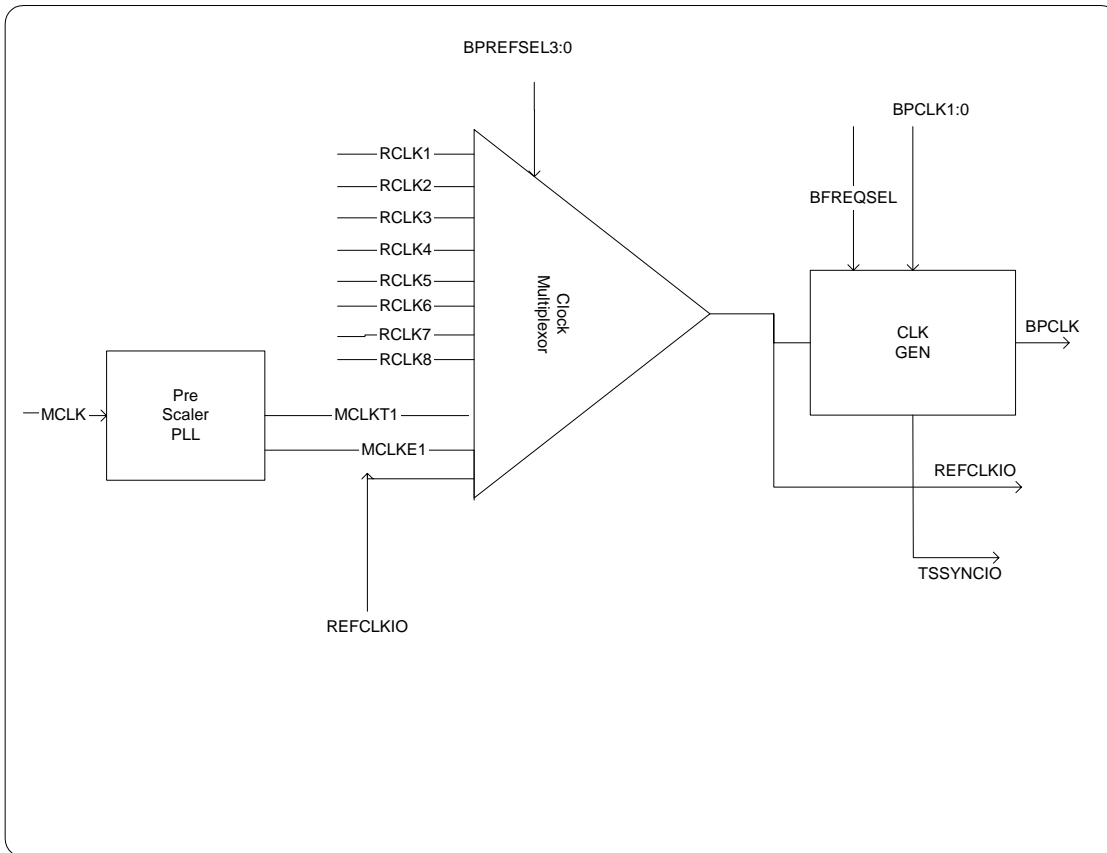 BPREFSEL3:0
BPCLK1:0
RCLK1
RCLK2
BFREQSEL
RCLK3
RCLK4
RCLK5
RCLK6
RCLK7
RCLK8
Clock
Multiplexor
CLK
GEN
BPCLK
Pre
Scaler
PLL
MCLK
MCLKT1
MCLKE1
REFCLKIO
TSSYNCIO
REFCLKIO